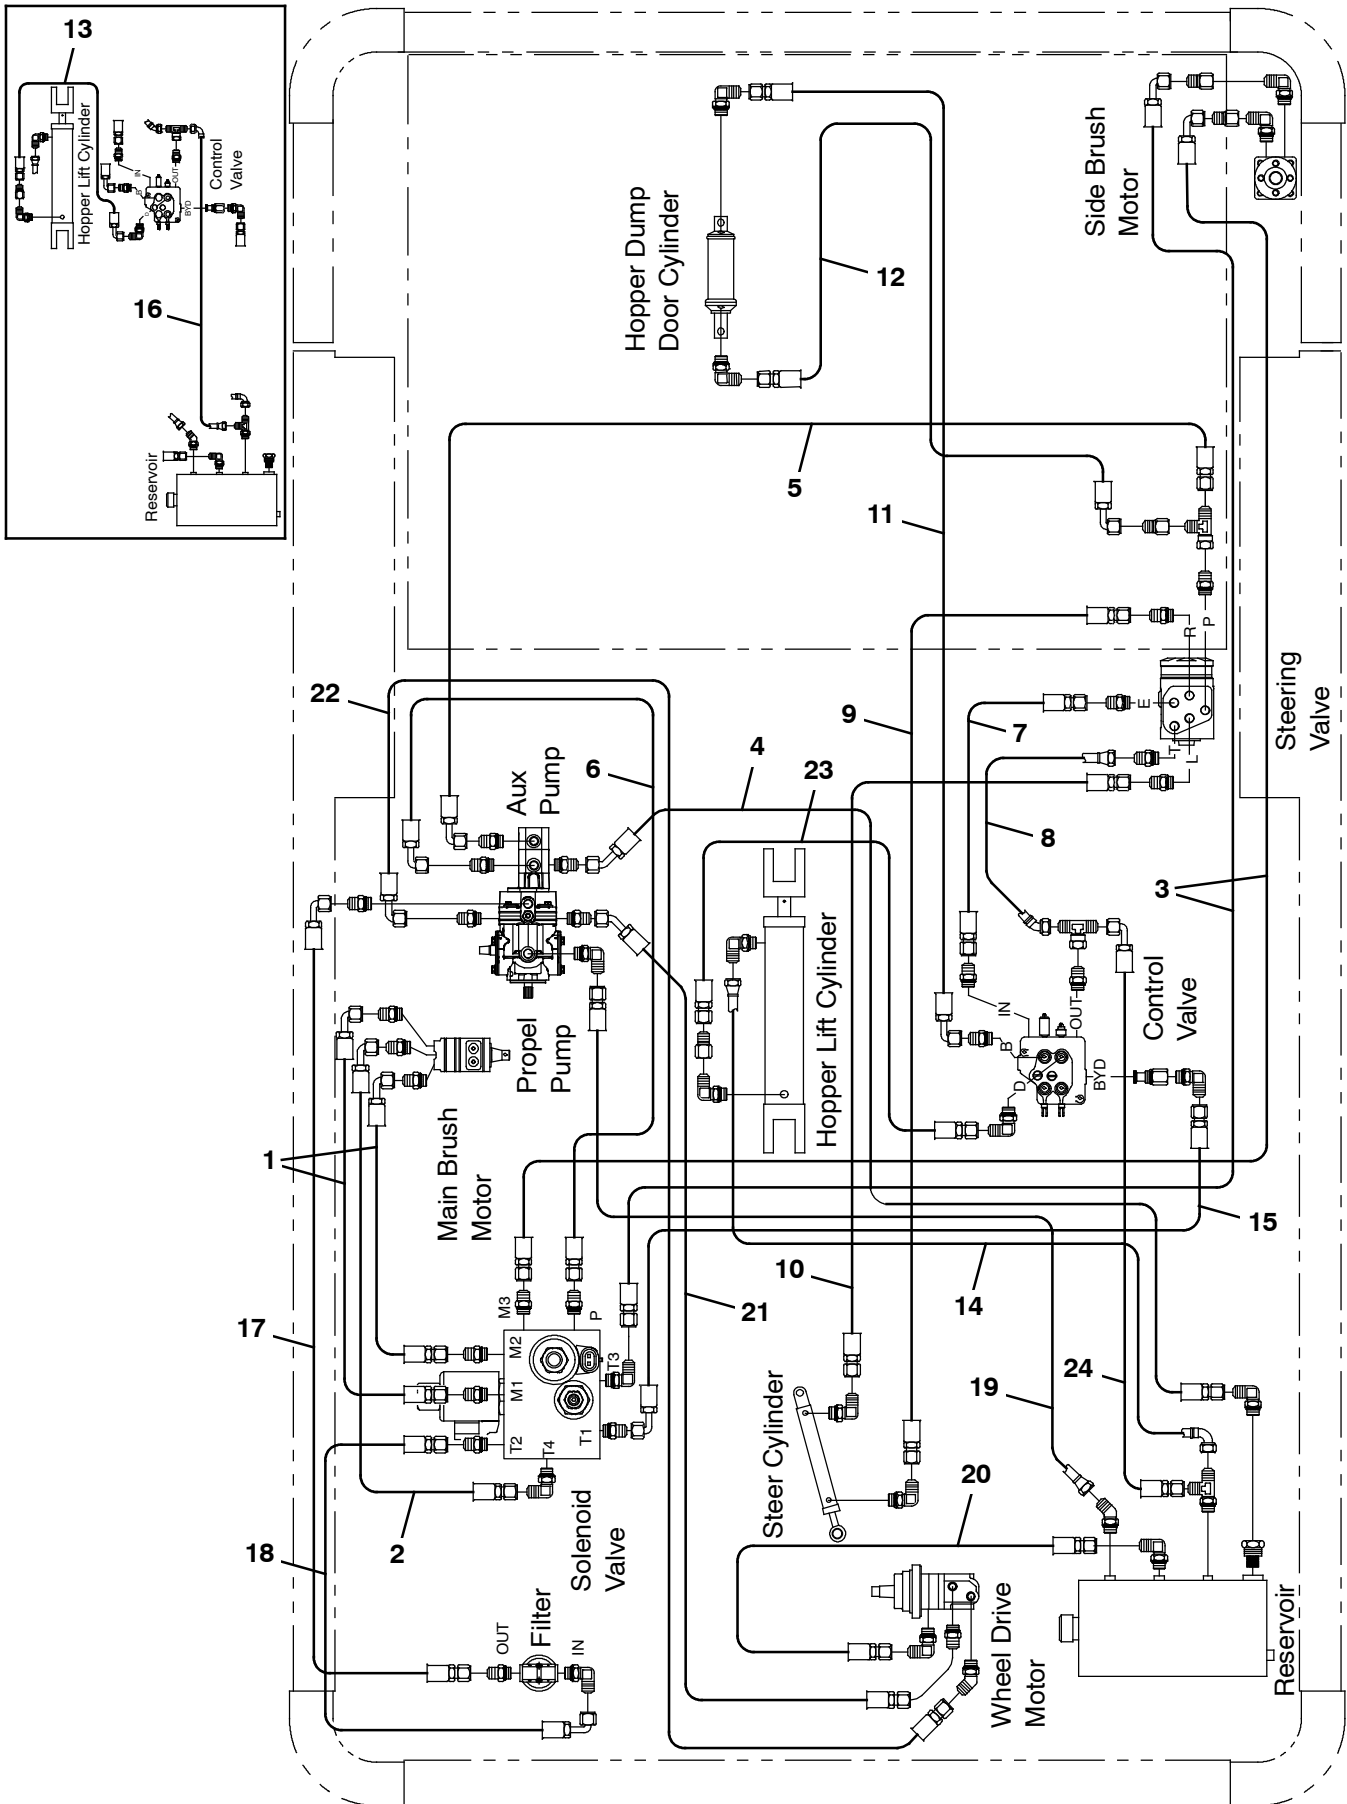 13
Hopper Lift Cylinder
IN
OUT
B
D
BYD
Control
Valve
16
Reservoir
Side Brush
Motor
Hopper Dump
Door Cylinder
12
5
11
22
9
7
R
P
E
T
L
Steering
Valve
6
Aux
Pump
4
23
8
3
Propel
Pump
Hopper Lift Cylinder
IN
OUT
B
D
BYD
Control
Valve
1
Main Brush
Motor
15
10
14
21
M3
P
17
M2
M1
T3
T2
T4
T1
24
19
Steer Cylinder
20
2
18
Solenoid
Valve
OUT
Filter
IN
Wheel Drive
Motor
Reservoir